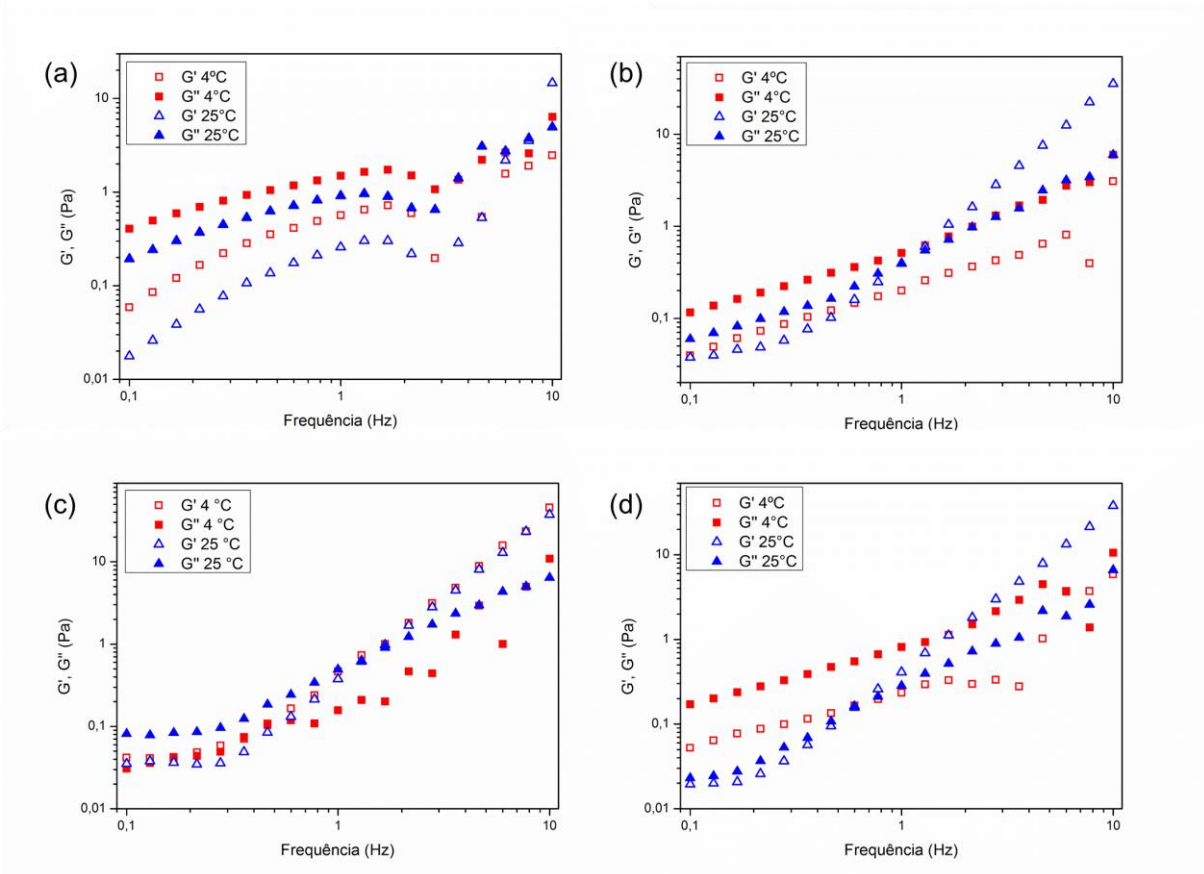 (a)
G' 4ºC
G" 4°C
G' 25°C
G" 25°C
10
1
0,1
0,01
G', G" (Pa)
0,1
1
10
Frequência (Hz)
(b)
G' 4ºC
G" 4°C
G' 25°C
G" 25°C
10
1
0,1
G', G" (Pa)
0,1
1
10
Frequência (Hz)
(c)
G' 4 °C
G" 4 °C
G' 25 °C
G" 25 °C
10
1
0,1
0,01
G', G" (Pa)
0,1
1
10
Frequência (Hz)
(d)
G' 4ºC
G" 4°C
G' 25°C
G" 25°C
10
1
0,1
0,01
G', G" (Pa)
0,1
1
10
Frequência (Hz)